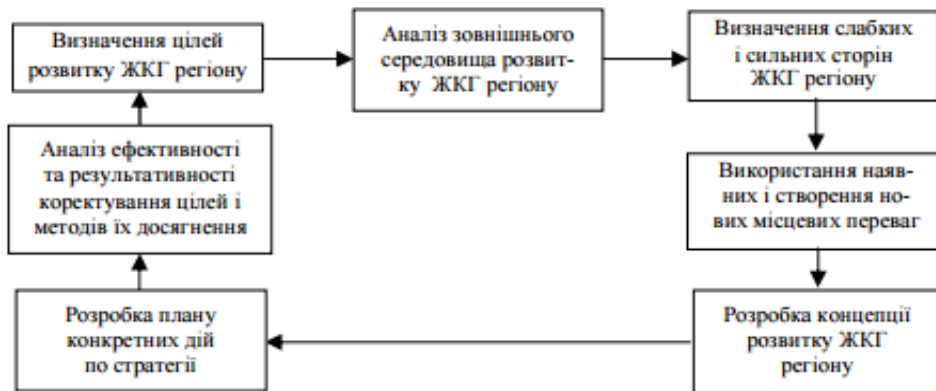 Визначення цілей
розвитку ЖКГ регіону
Аналіз зовнішнього
середовища розвит-
ку ЖКГ регіону
Визначення слабких
і сильних сторін
ЖКГ регіону
Використання наяв-
них і створення но-
вих місцевих переваг
Розробка концепції
розвитку ЖКГ
регіону
Розробка плану
конкретних дій
по стратегії
Аналіз ефективності
та результативності
коректування цілей і
методів їх досягнення